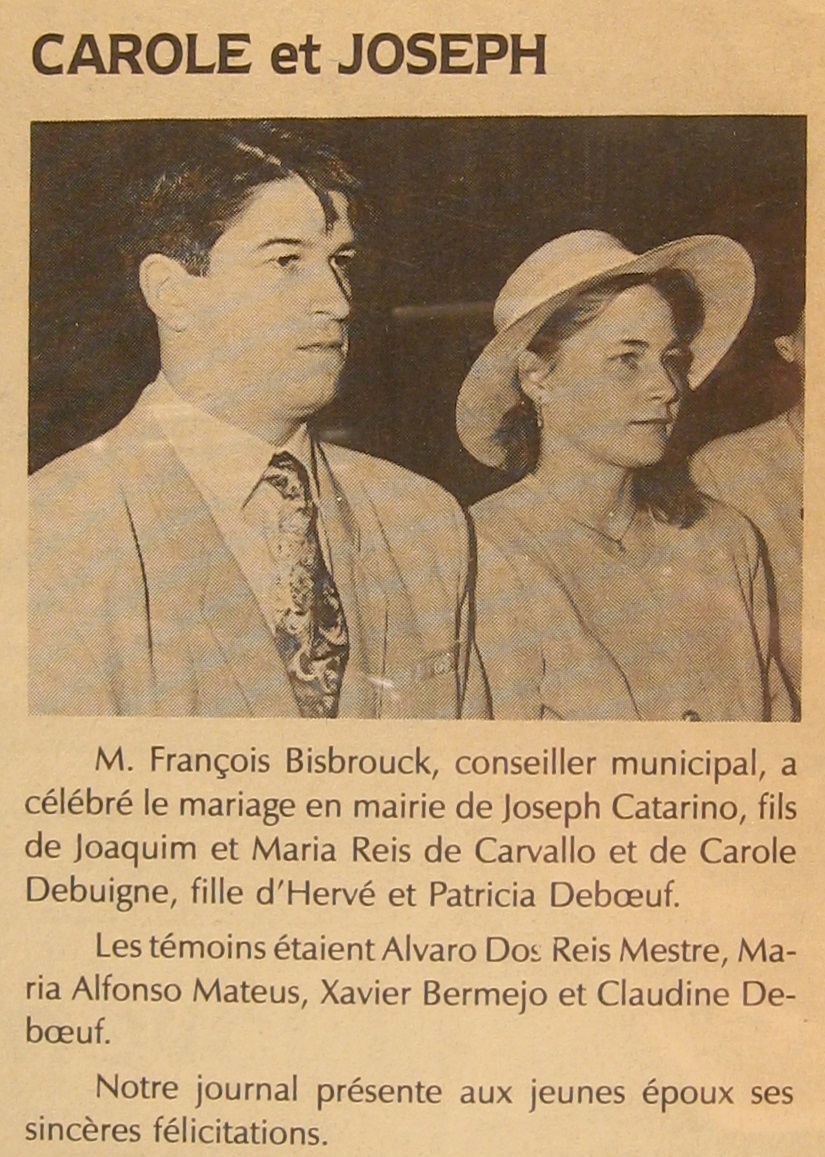 CAROLE et JOSEPH
M. François Bisbrouck, conseiller municipal, a
célébré le mariage en mairie de Joseph Catarino, fils
de Joaquim et Maria Reis de Carvallo et de Carole
Debuigne, fille d'Hervé et Patricia Debœuf.
Les témoins étaient Alvaro Dos Reis Mestre, Ma-
ria Alfonso Mateus, Xavier Bermejo et Claudine De-
bœuf.
Notre journal présente aux jeunes époux ses
sincères félicitations.